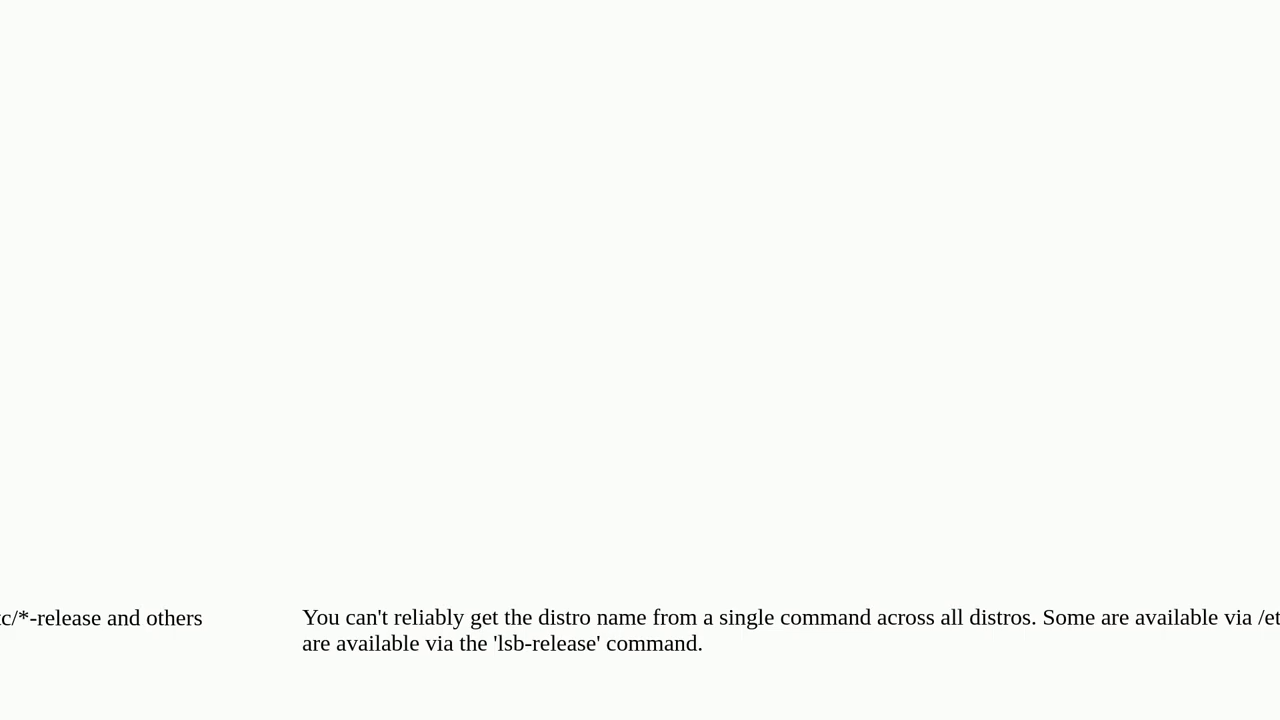 tc/*-release and others
You can't reliably get the distro name from a single command across all distros. Some are available via /et
are available via the 'lsb-release' command.